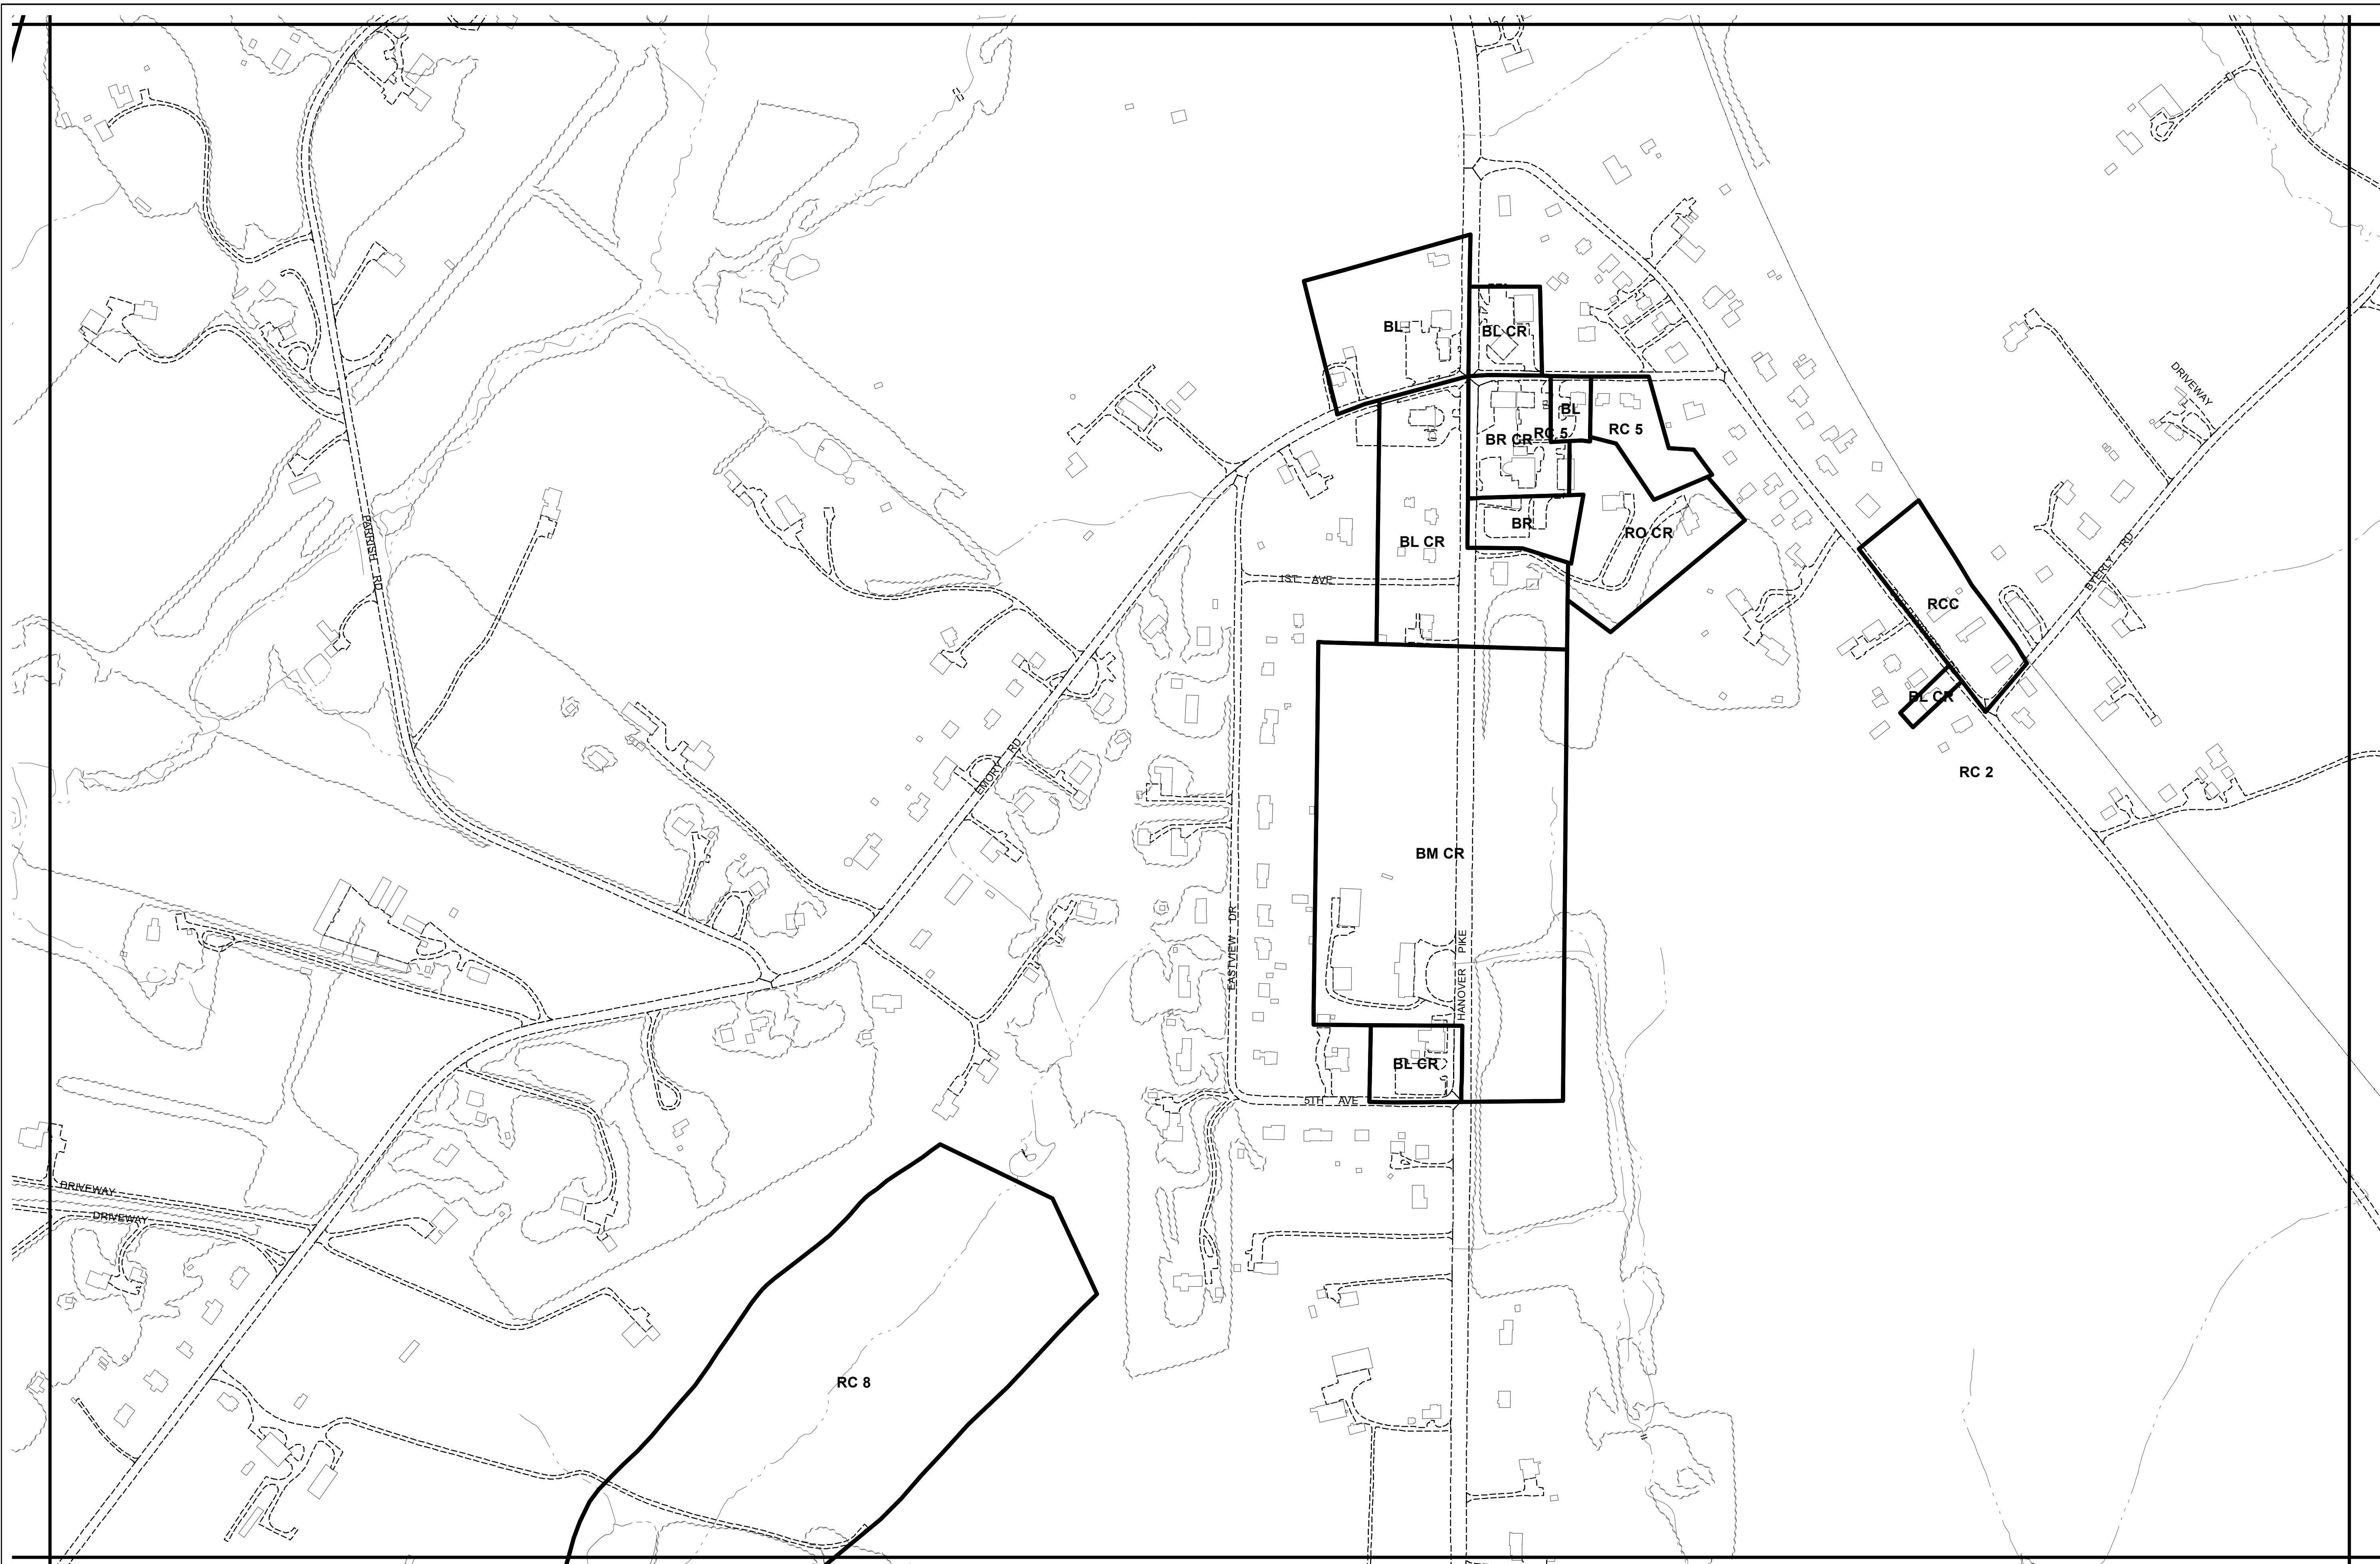 BL
BL CR
DRIVEWAY
BL
RC 5
BR CR
RC 5
PARRISH RD
BR
RO CR
BL CR
BYERLY RD
1ST AVE
RCC
BL CR
EMORY RD
RC 2
BM CR
EASTVIEW DR
HANOVER PIKE
BL CR
5TH AVE
DRIVEWAY
DRIVEWAY
RC 8